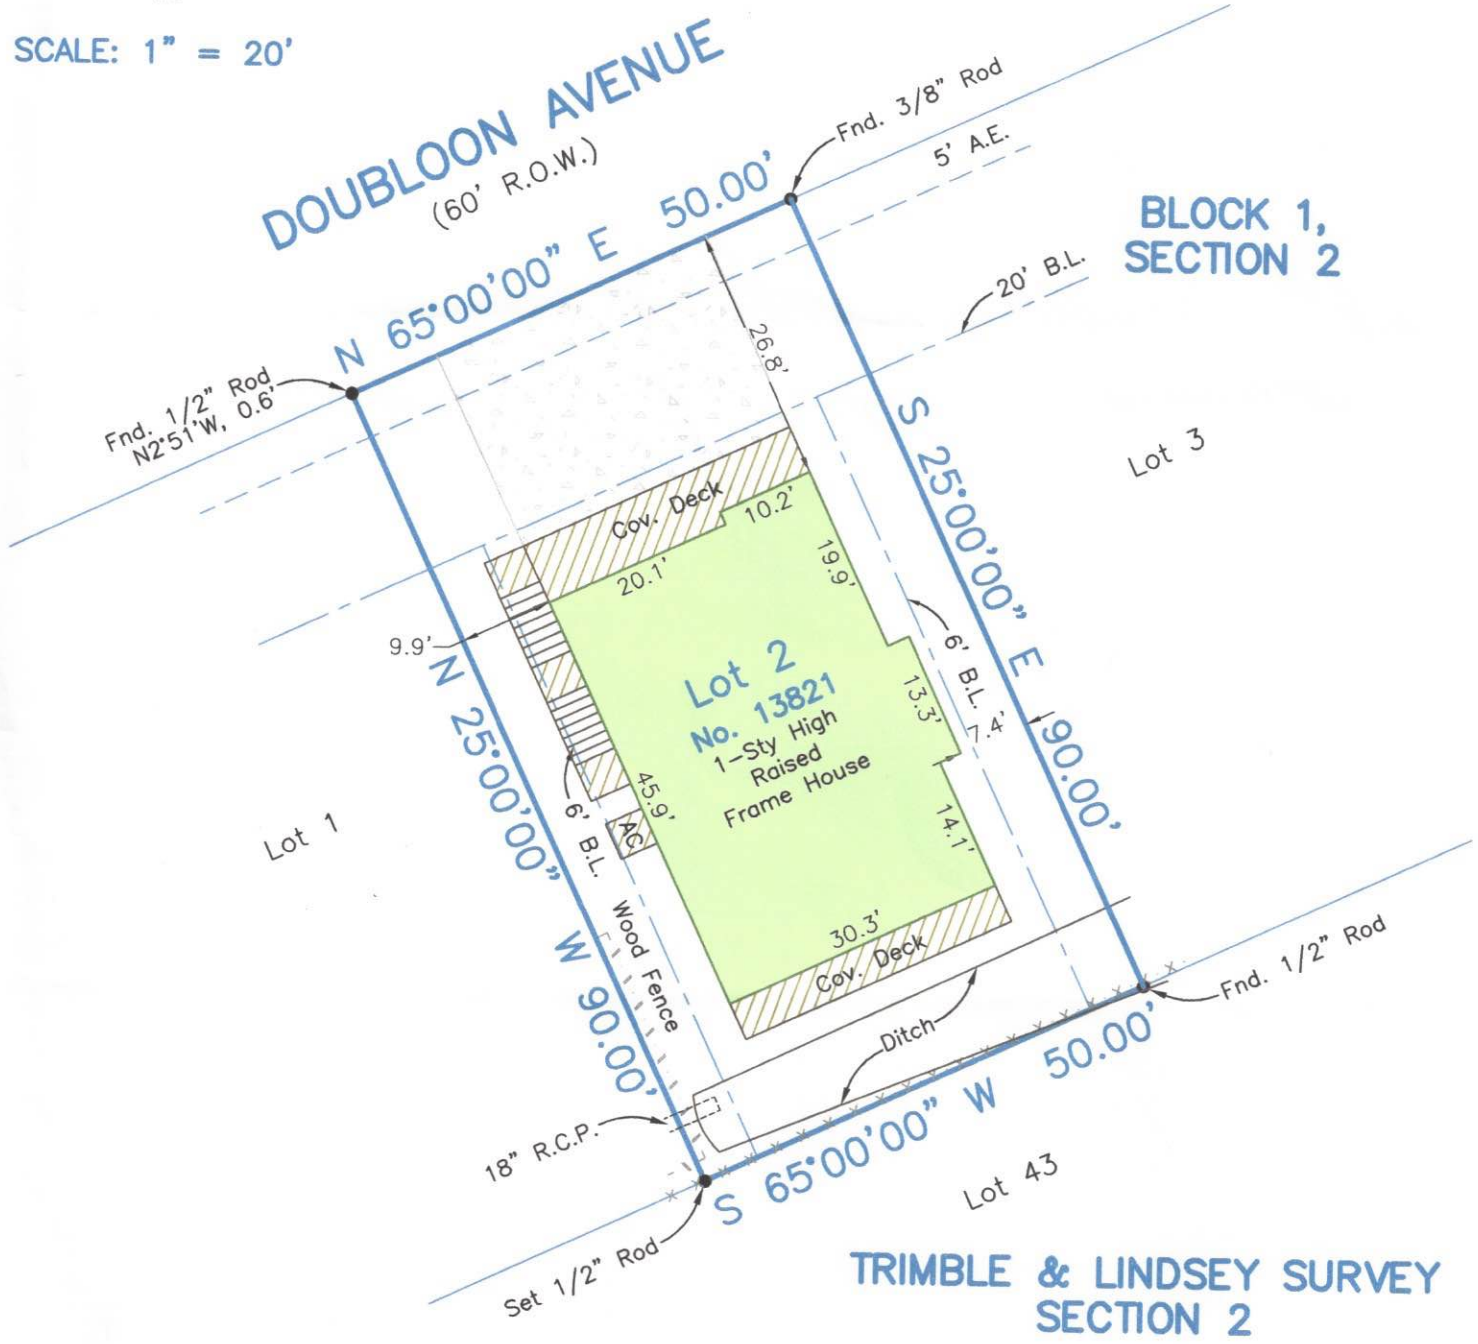 SCALE: 1" = 20'
DOUBLOON AVENUE
(60' R.O.W.)
Fnd. 3/8" Rod
5' A.E.
N 65°00'00" E 50.00'
BLOCK 1,
SECTION 2
20' B.L.
Fnd. 1/2" Rod
N2°51'W, 0.6'
26.8'
S 25°00'00" E 90.00'
Lot 3
Cov. Deck
10.2'
20.1'
19.9'
9.9'
6' B.L.
N 25°00'00" W 90.00'
Lot 2
No. 13821
1-Sty High
Raised
Frame House
13.3'
7.4'
45.9'
14.1'
AC
6' B.L.
Lot 1
Wood Fence
30.3'
Cov. Deck
Fnd. 1/2" Rod
Ditch
18" R.C.P.
S 65°00'00" W 50.00'
Lot 43
Set 1/2" Rod
TRIMBLE & LINDSEY SURVEY
SECTION 2